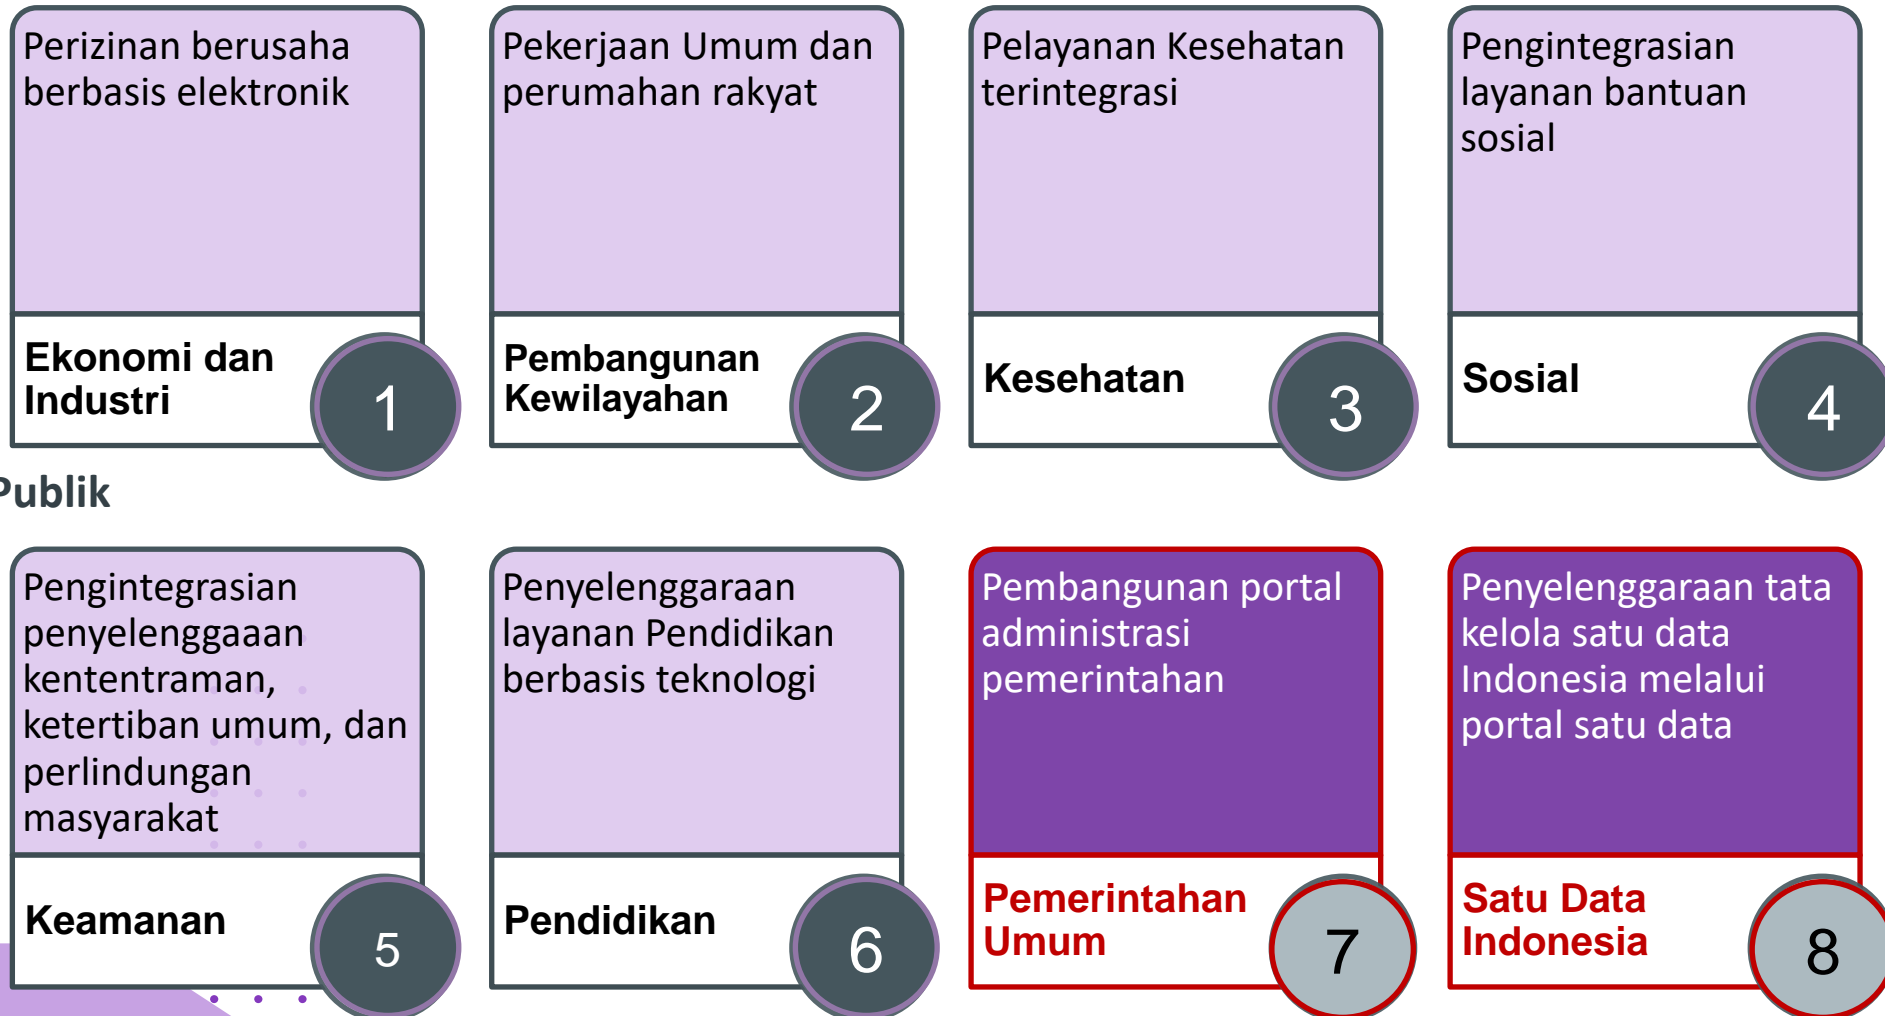 Perizinan berusaha
berbasis elektronik
Ekonomi dan
Industri
1
Pekerjaan Umum dan
perumahan rakyat
Pembangunan
Kewilayahan
2
Pelayanan Kesehatan
terintegrasi
Kesehatan
3
Pengintegrasian
layanan bantuan
sosial
Sosial
4
Publik
Pengintegrasian
penyelenggaaan
kententraman,
ketertiban umum, dan
perlindungan
masyarakat
Keamanan
5
Penyelenggaraan
layanan Pendidikan
berbasis teknologi
Pendidikan
6
Pembangunan portal
administrasi
pemerintahan
Pemerintahan
Umum
7
Penyelenggaraan tata
kelola satu data
Indonesia melalui
portal satu data
Satu Data
Indonesia
8